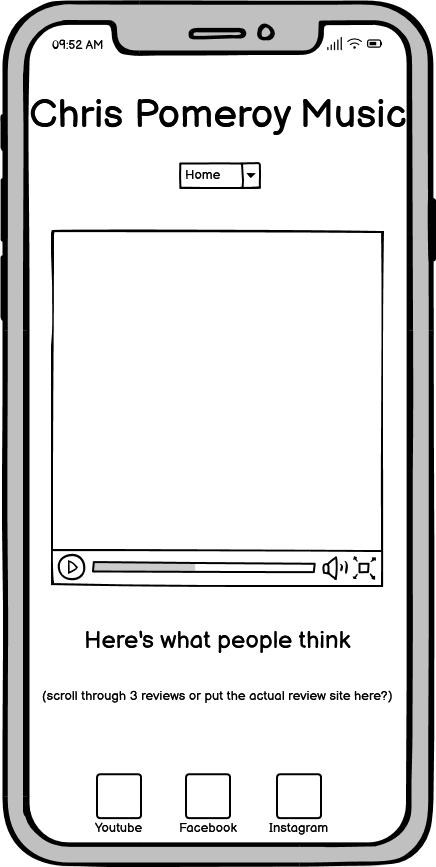 09:52 AM
Chris Pomeroy Music
Home
Here's what people think
(scroll through 3 reviews or put the actual review site here?)
Youtube Facebook Instagram